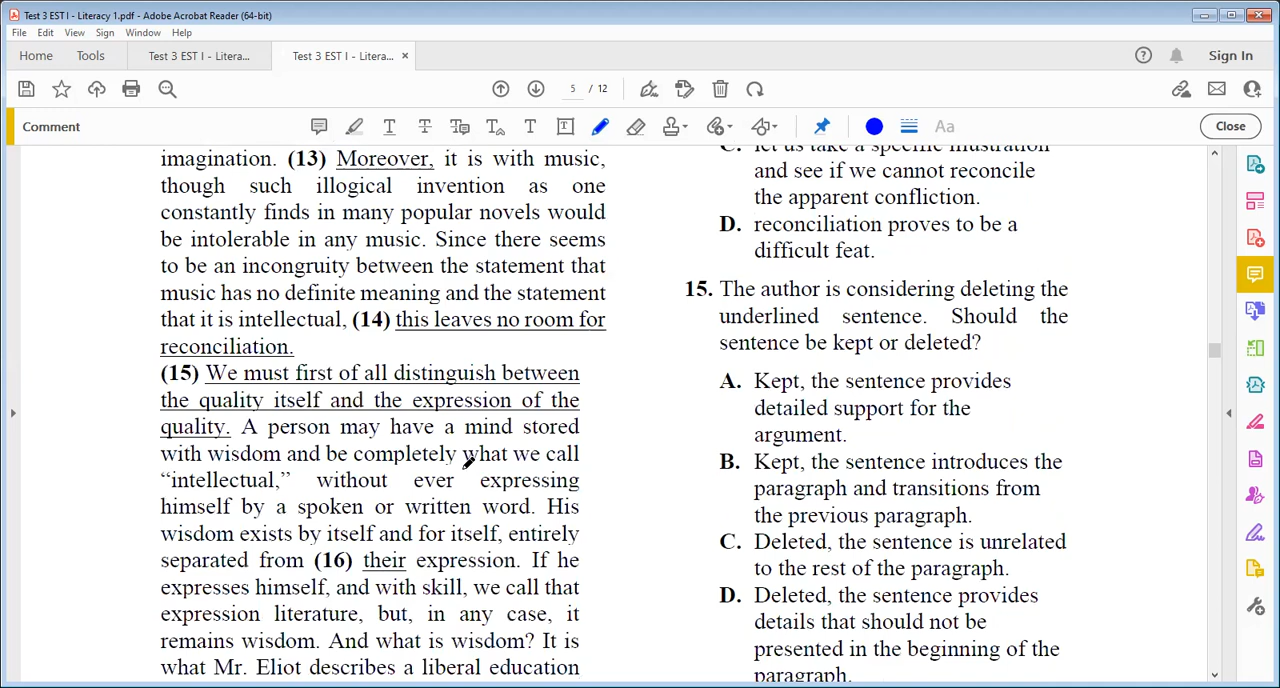 Test 3 EST I - Literacy 1.pdf - Adobe Acrobat Reader (64-bit)
File Edit View Sign Window Help
Home Tools Test 3 EST I - Litera... Test 3 EST I - Litera... × Sign In
5 / 12
Comment Aa Close
imagination. (13) Moreover, it is with music,
though such illogical invention as one
constantly finds in many popular novels would
be intolerable in any music. Since there seems
to be an incongruity between the statement that
music has no definite meaning and the statement
that it is intellectual, (14) this leaves no room for
reconciliation.
(15) We must first of all distinguish between
the quality itself and the expression of the
quality. A person may have a mind stored
with wisdom and be completely what we call
“intellectual,” without ever expressing
himself by a spoken or written word. His
wisdom exists by itself and for itself, entirely
separated from (16) their expression. If he
expresses himself, and with skill, we call that
expression literature, but, in any case, it
remains wisdom. And what is wisdom? It is
what Mr. Eliot describes a liberal education
C. let us take a specific illustration
and see if we cannot reconcile
the apparent confliction.
D. reconciliation proves to be a
difficult feat.
15. The author is considering deleting the
underlined sentence. Should the
sentence be kept or deleted?
A. Kept, the sentence provides
detailed support for the
argument.
B. Kept, the sentence introduces the
paragraph and transitions from
the previous paragraph.
C. Deleted, the sentence is unrelated
to the rest of the paragraph.
D. Deleted, the sentence provides
details that should not be
presented in the beginning of the
paragraph.